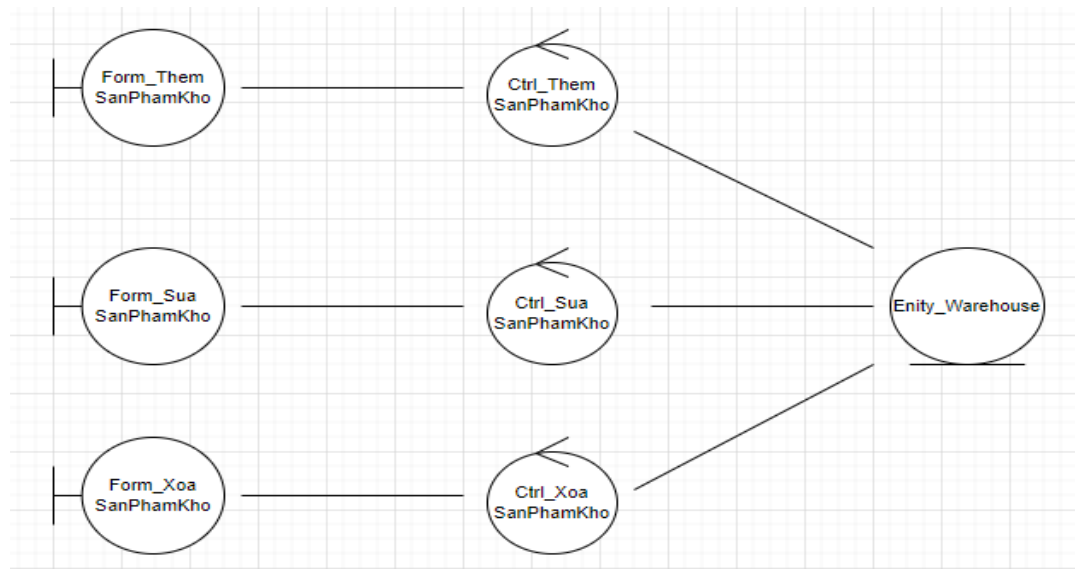 Form_Them
SanPhamKho
Ctrl_Them
SanPhamKho
Form_Sua
SanPhamKho
Ctrl_Sua
SanPhamKho
Enity_Warehouse
Form_Xoa
SanPhamKho
Ctrl_Xoa
SanPhamKho